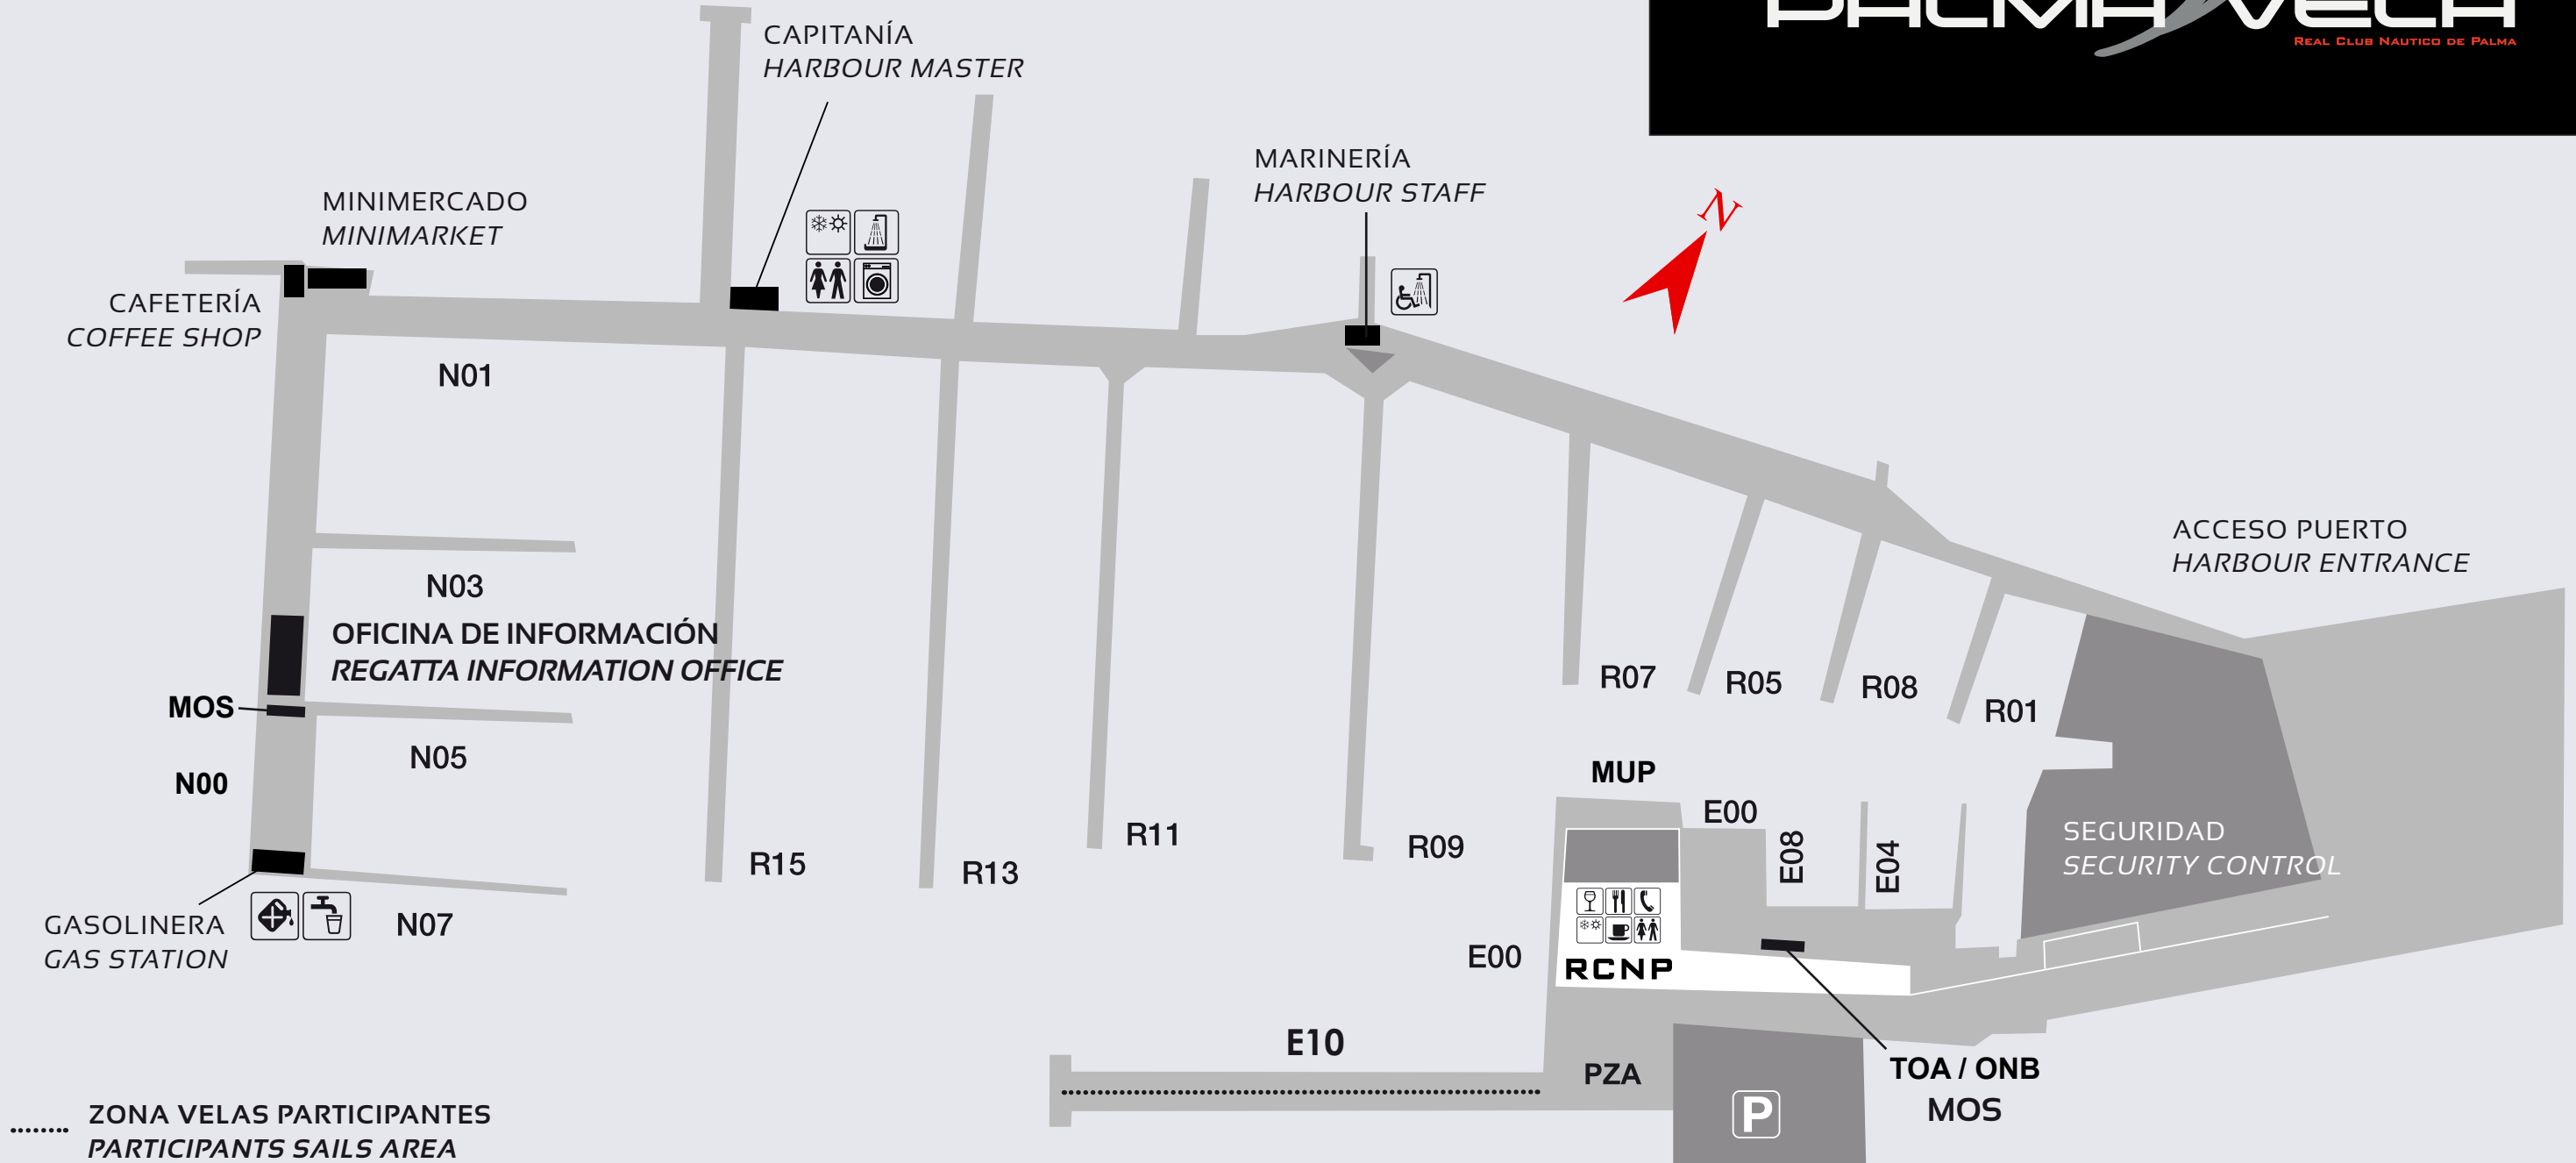 PALMA VELA
REAL CLUB NAUTICO DE PALMA
CAPITANÍA
HARBOUR MASTER
MARINERÍA
HARBOUR STAFF
N
MINIMERCADO
MINIMARKET
CAFETERÍA
COFFEE SHOP
N01
ACCESO PUERTO
HARBOUR ENTRANCE
N03
OFICINA DE INFORMACIÓN
REGATTA INFORMATION OFFICE
MOS
N05
N00
R07
R05
R08
R01
MUP
E00
E08
E04
SEGURIDAD
SECURITY CONTROL
R15
R13
R11
R09
GASOLINERA
GAS STATION
N07
E00
RCNP
E10
PZA
TOA / ONB
MOS
P
ZONA VELAS PARTICIPANTES
PARTICIPANTS SAILS AREA